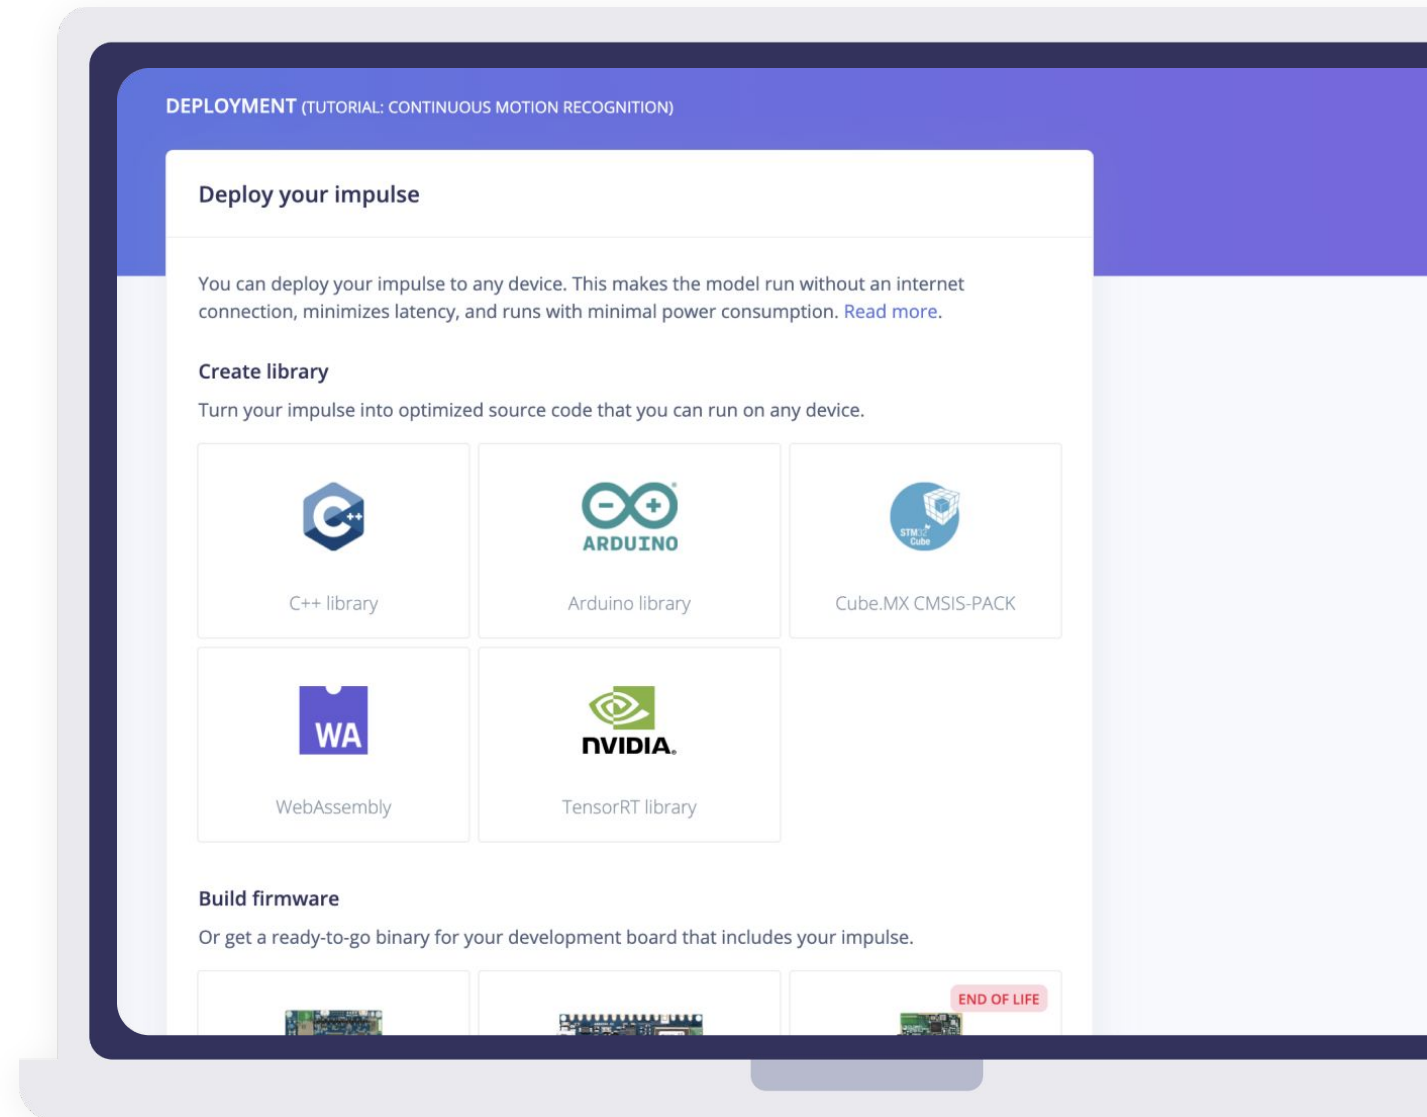 DEPLOYMENT (TUTORIAL: CONTINUOUS MOTION RECOGNITION)
Deploy your impulse
You can deploy your impulse to any device. This makes the model run without an internet
connection, minimizes latency, and runs with minimal power consumption. Read more.
Create library
Turn your impulse into optimized source code that you can run on any device.
C++
ARDUINO
STM32
Cube
C++ library
Arduino library
Cube.MX CMSIS-PACK
WA
NVIDIA.
WebAssembly
TensorRT library
Build firmware
Or get a ready-to-go binary for your development board that includes your impulse.
END OF LIFE